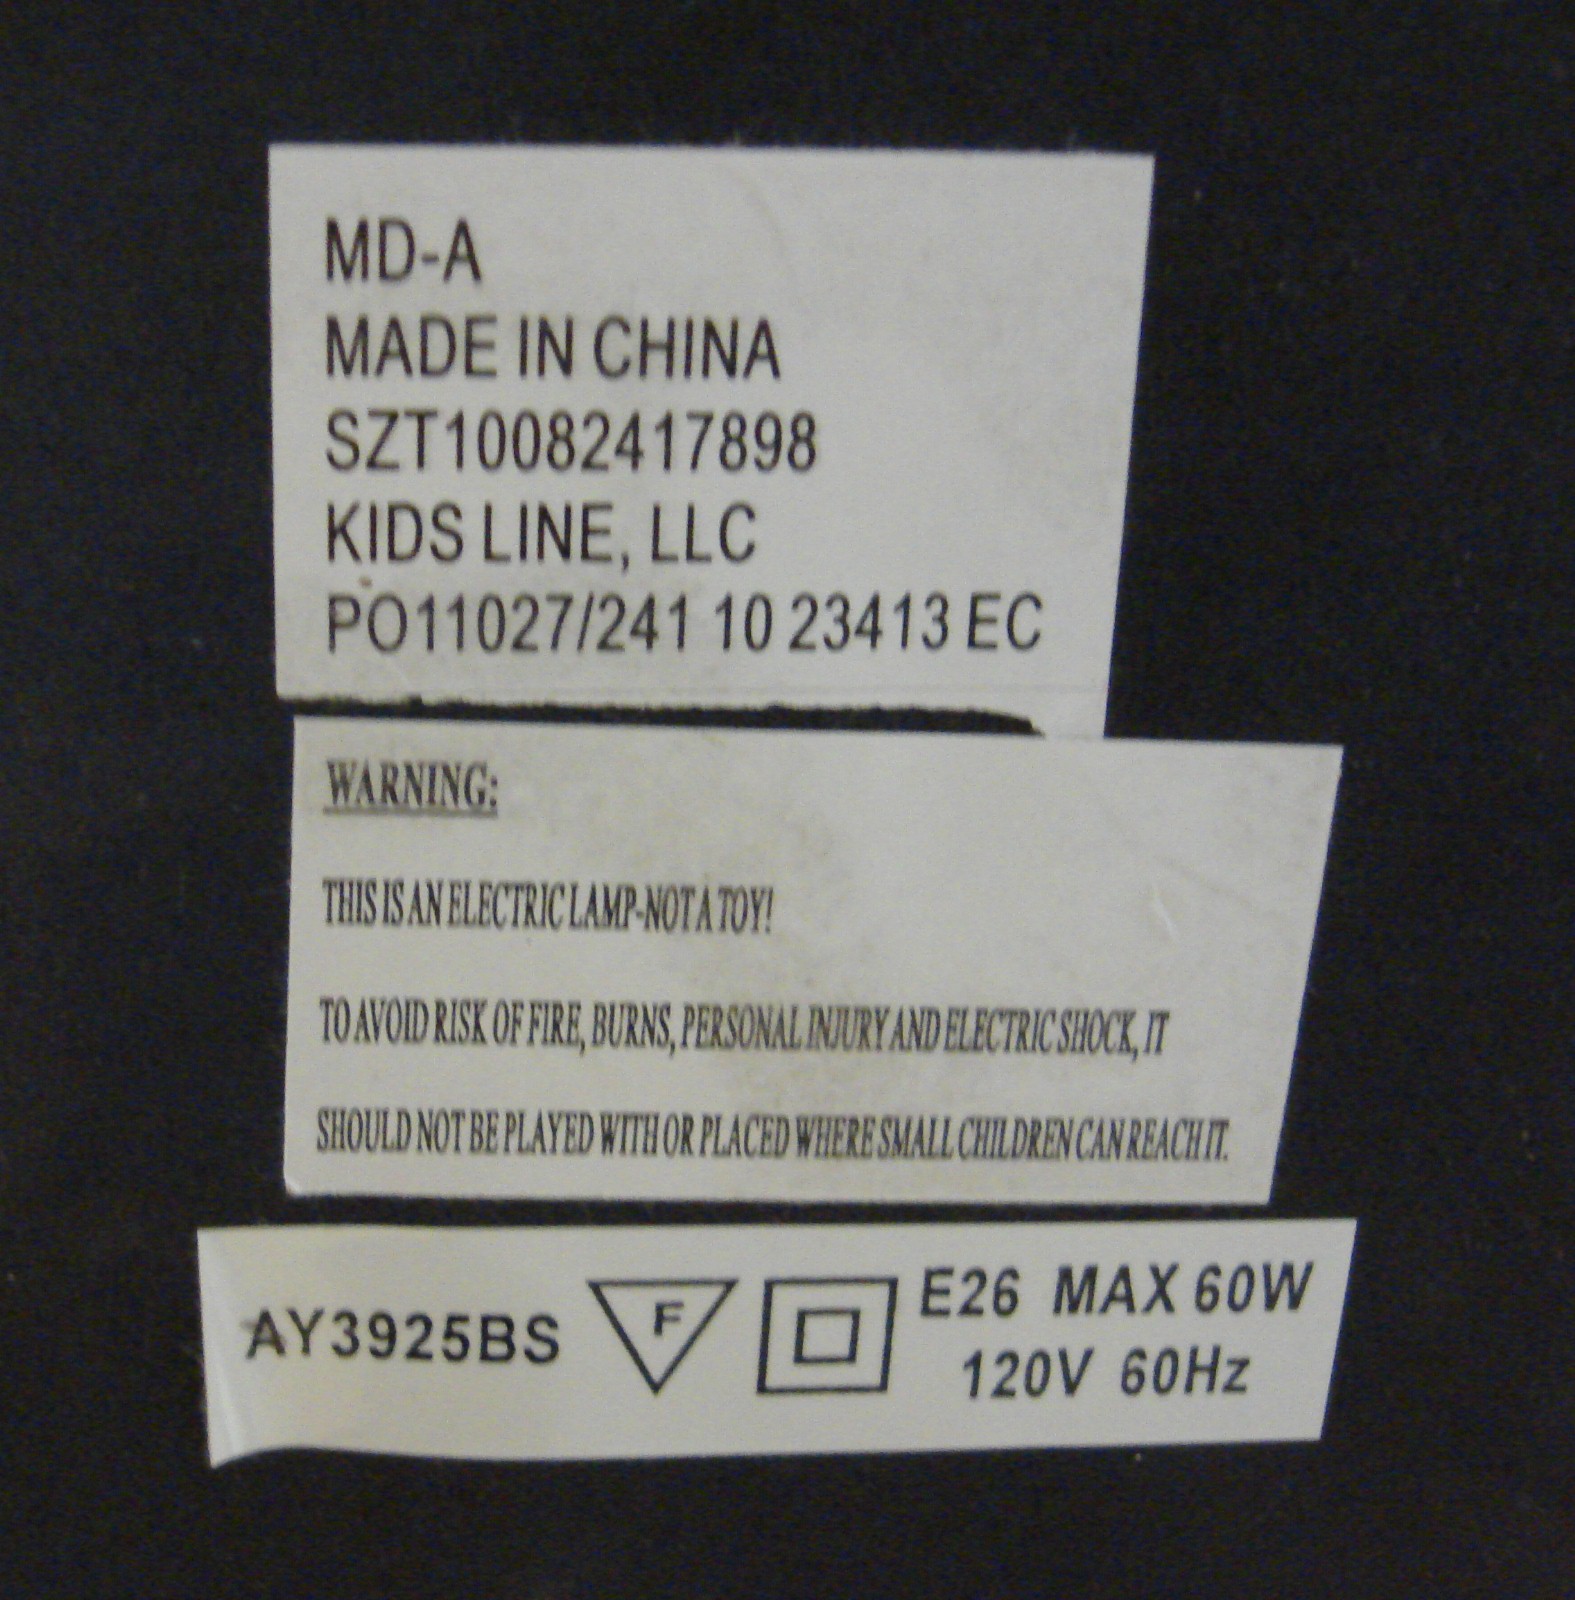 MD-A
MADE IN CHINA
SZT10082417898
KIDS LINE, LLC
PO11027/241 10 23413 EC
WARNING:
THIS IS AN ELECTRIC LAMP-NOT A TOY!
TO AVOID RISK OF FIRE, BURNS, PERSONAL INJURY AND ELECTRIC SHOCK, IT
SHOULD NOT BE PLAYED WITH OR PLACED WHERE SMALL CHILDREN CAN REACH IT.
AY3925BS F E26 MAX 60W
120V 60Hz